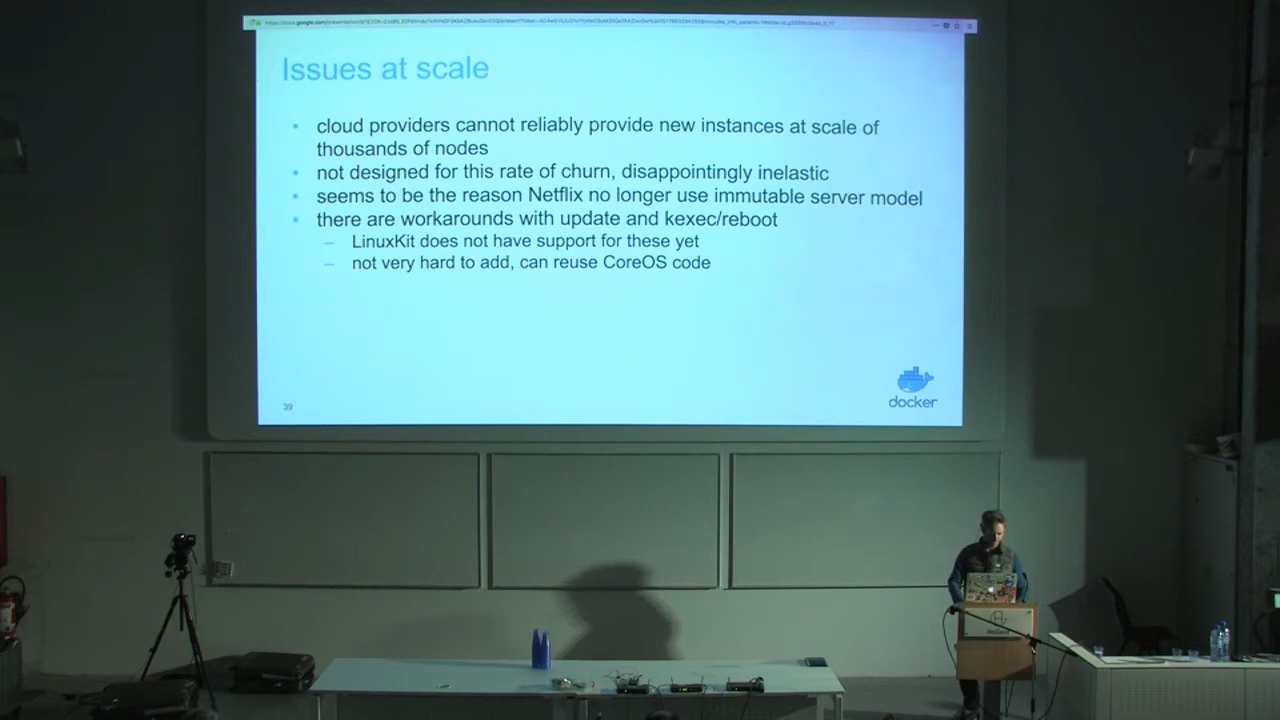 Issues at scale
• cloud providers cannot reliably provide new instances at scale of
thousands of nodes
• not designed for this rate of churn, disappointingly inelastic
• seems to be the reason Netflix no longer use immutable server model
• there are workarounds with update and kexec/reboot
– LinuxKit does not have support for these yet
– not very hard to add, can reuse CoreOS code
docker
39